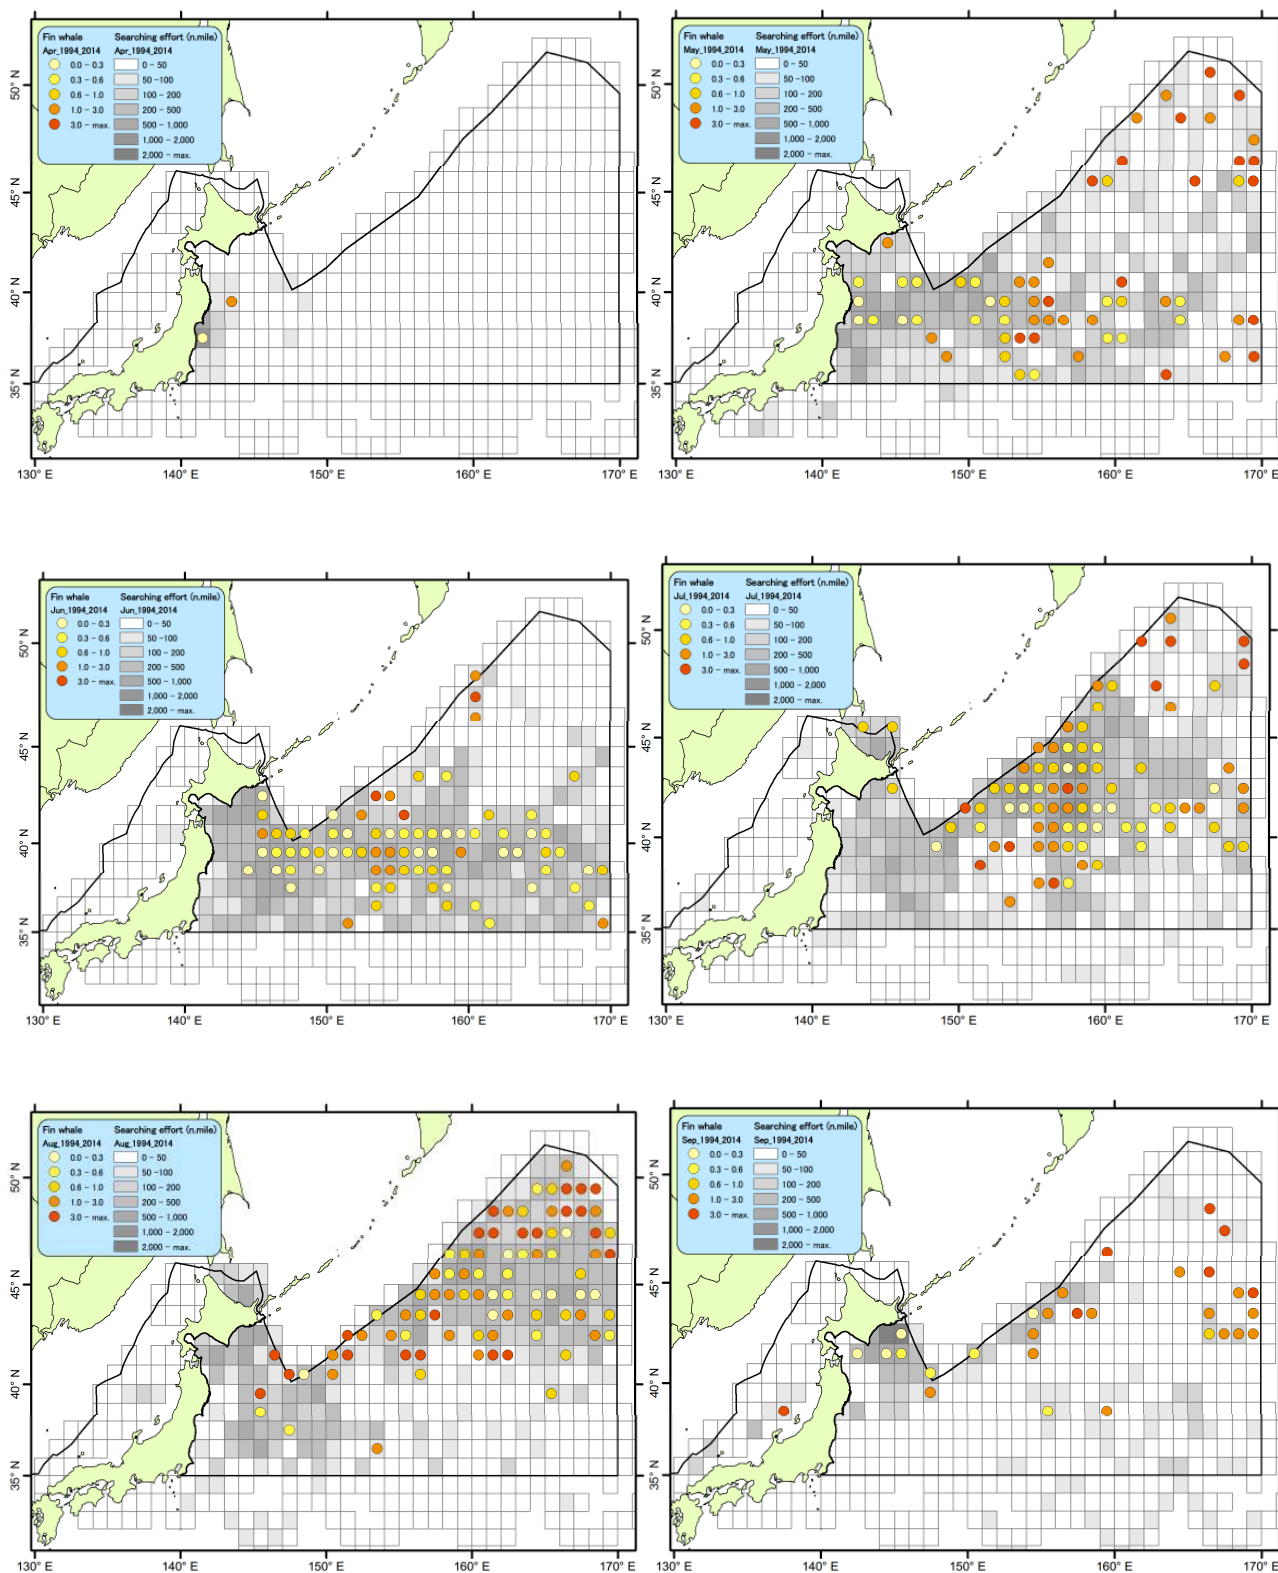 Fin whale Searching effort (n.mile)
Apr_1994_2014 Apr_1994_2014
0.0 – 0.3 0 – 50
0.3 – 0.6 50 –100
0.6 – 1.0 100 – 200
1.0 – 3.0 200 – 500
3.0 – max. 500 – 1,000
1,000 – 2,000
2,000 – max.
50° N
45° N
40° N
35° N
130° E 140° E 150° E 160° E 170° E
Fin whale Searching effort (n.mile)
May_1994_2014 May_1994_2014
0.0 – 0.3 0 – 50
0.3 – 0.6 50 –100
0.6 – 1.0 100 – 200
1.0 – 3.0 200 – 500
3.0 – max. 500 – 1,000
1,000 – 2,000
2,000 – max.
50° N
45° N
40° N
35° N
130° E 140° E 150° E 160° E 170° E
Fin whale Searching effort (n.mile)
Jun_1994_2014 Jun_1994_2014
0.0 – 0.3 0 – 50
0.3 – 0.6 50 –100
0.6 – 1.0 100 – 200
1.0 – 3.0 200 – 500
3.0 – max. 500 – 1,000
1,000 – 2,000
2,000 – max.
50° N
45° N
40° N
35° N
130° E 140° E 150° E 160° E 170° E
Fin whale Searching effort (n.mile)
Jul_1994_2014 Jul_1994_2014
0.0 – 0.3 0 – 50
0.3 – 0.6 50 –100
0.6 – 1.0 100 – 200
1.0 – 3.0 200 – 500
3.0 – max. 500 – 1,000
1,000 – 2,000
2,000 – max.
50° N
45° N
40° N
35° N
130° E 140° E 150° E 160° E 170° E
Fin whale Searching effort (n.mile)
Aug_1994_2014 Aug_1994_2014
0.0 – 0.3 0 – 50
0.3 – 0.6 50 –100
0.6 – 1.0 100 – 200
1.0 – 3.0 200 – 500
3.0 – max. 500 – 1,000
1,000 – 2,000
2,000 – max.
50° N
45° N
40° N
35° N
130° E 140° E 150° E 160° E 170° E
Fin whale Searching effort (n.mile)
Sep_1994_2014 Sep_1994_2014
0.0 – 0.3 0 – 50
0.3 – 0.6 50 –100
0.6 – 1.0 100 – 200
1.0 – 3.0 200 – 500
3.0 – max. 500 – 1,000
1,000 – 2,000
2,000 – max.
50° N
45° N
40° N
35° N
130° E 140° E 150° E 160° E 170° E